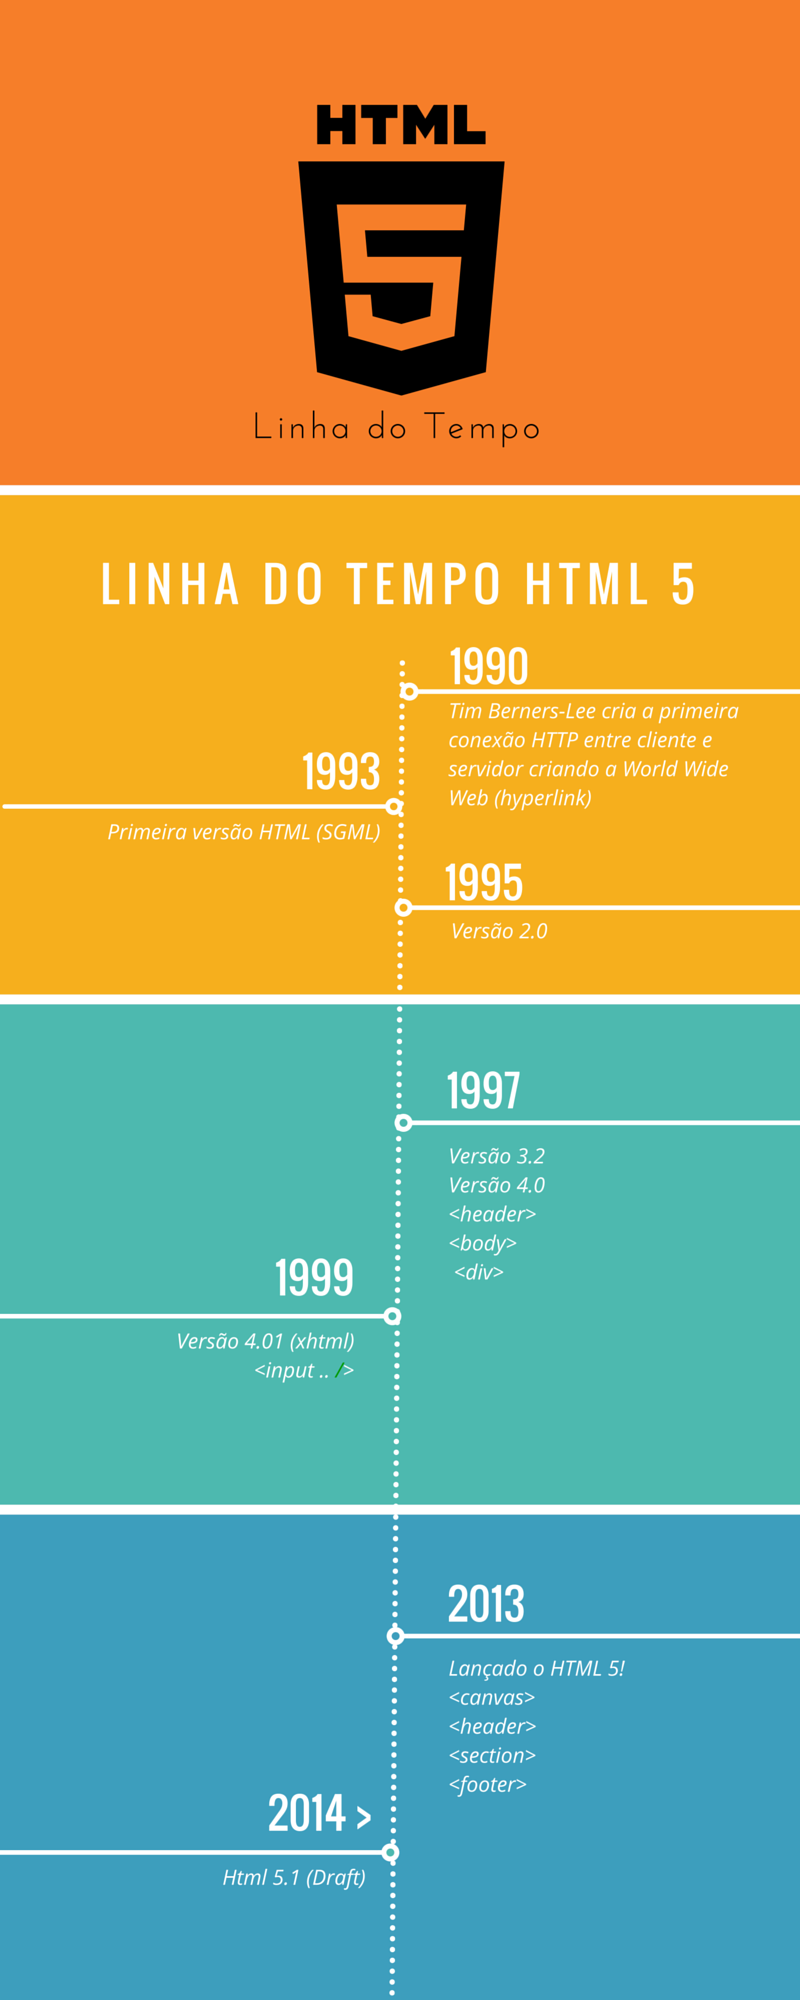 HTML
5
Linha do Tempo
LINHA DO TEMPO HTML 5
1990
Tim Berners-Lee cria a primeira
conexão HTTP entre cliente e
servidor criando a World Wide
Web (hyperlink)
1993
Primeira versão HTML (SGML)
1995
Versão 2.0
1997
Versão 3.2
Versão 4.0
<header>
<body>
<div>
1999
Versão 4.01 (xhtml)
<input .. />
2013
Lançado o HTML 5!
<canvas>
<header>
<section>
<footer>
2014 >
Html 5.1 (Draft)